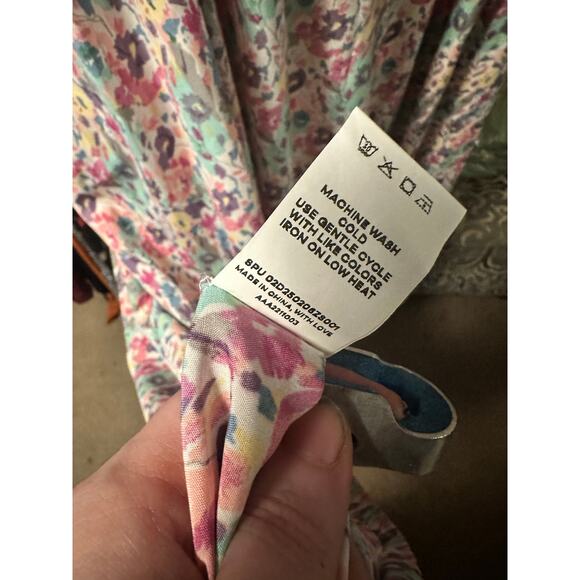 MACHINE WASH
COLD
USE GENTLE CYCLE
WITH LIKE COLORS
IRON ON LOW HEAT
SPU 02D250206Z8001
MADE IN CHINA, WITH LOVE
AAA2211003